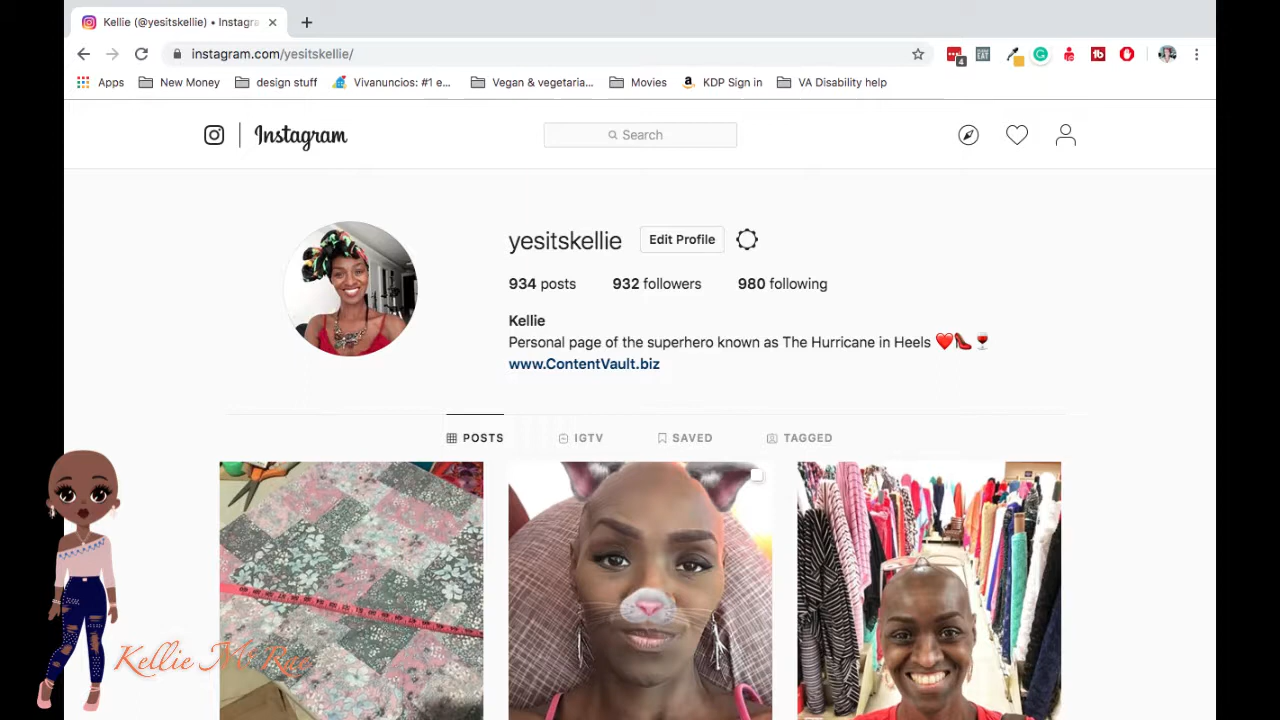 Kellie (@yesitskellie) • Instagra
instagram.com/yesitskellie/
4
Apps New Money design stuff Vivanuncios: #1 e... Vegan & vegetaria... Movies KDP Sign in VA Disability help
Instagram Search
yesitskellie Edit Profile
934 posts 932 followers 980 following
Kellie
Personal page of the superhero known as The Hurricane in Heels ❤️👠🍷
www.ContentVault.biz
POSTS IGTV SAVED TAGGED
Kellie McRae